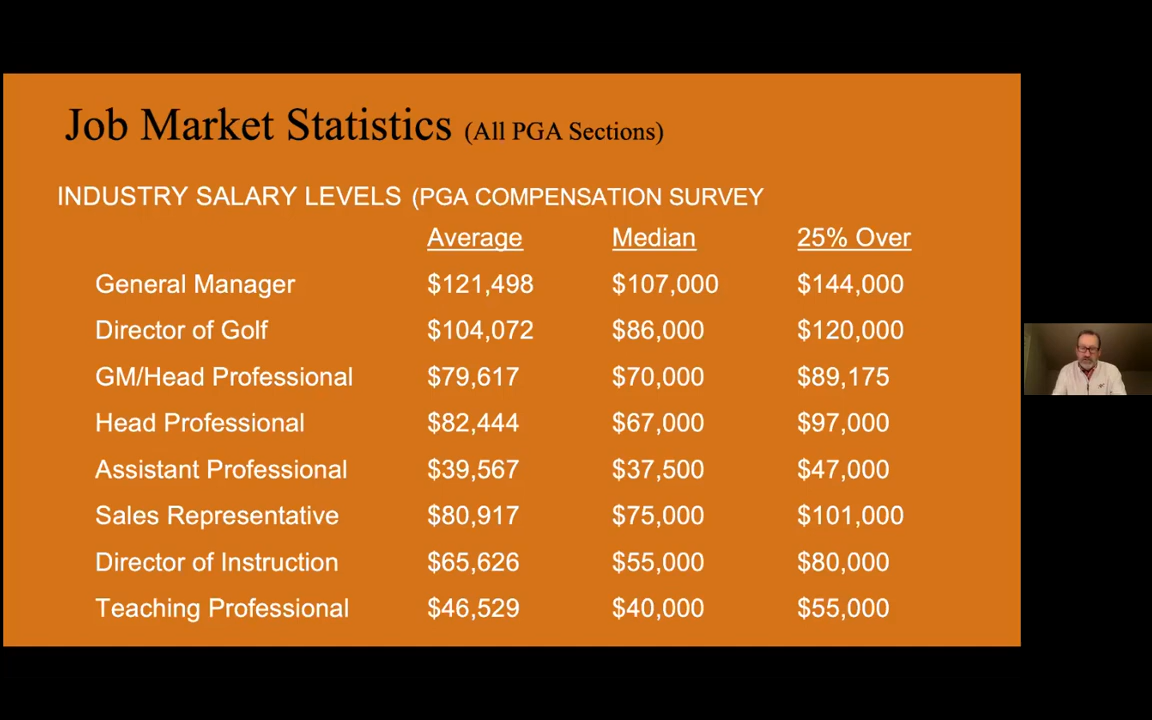 Job Market Statistics (All PGA Sections)
INDUSTRY SALARY LEVELS (PGA COMPENSATION SURVEY
Average Median 25% Over
General Manager $121,498 $107,000 $144,000
Director of Golf $104,072 $86,000 $120,000
GM/Head Professional $79,617 $70,000 $89,175
Head Professional $82,444 $67,000 $97,000
Assistant Professional $39,567 $37,500 $47,000
Sales Representative $80,917 $75,000 $101,000
Director of Instruction $65,626 $55,000 $80,000
Teaching Professional $46,529 $40,000 $55,000